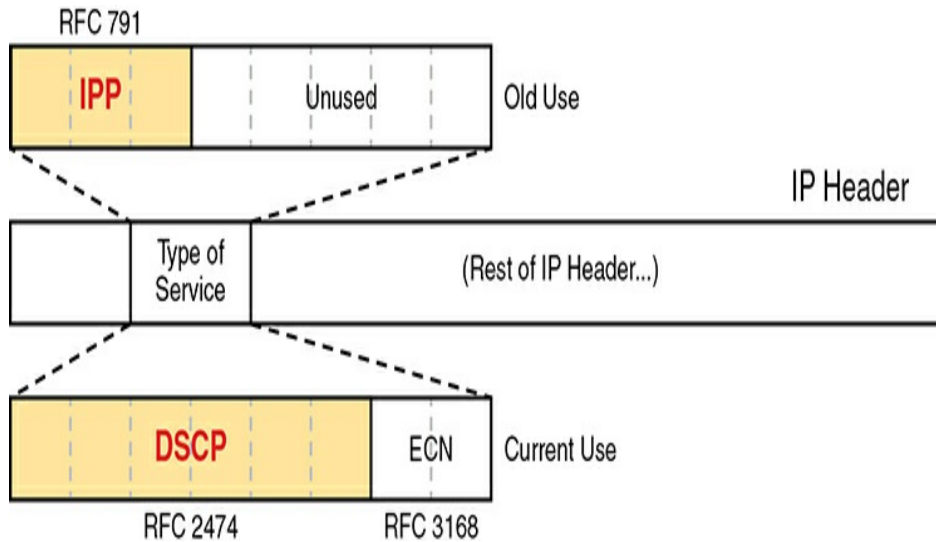 RFC 791
IPP
Unused
Old Use
IP Header
Type of
Service
(Rest of IP Header...)
DSCP
ECN
Current Use
RFC 2474
RFC 3168